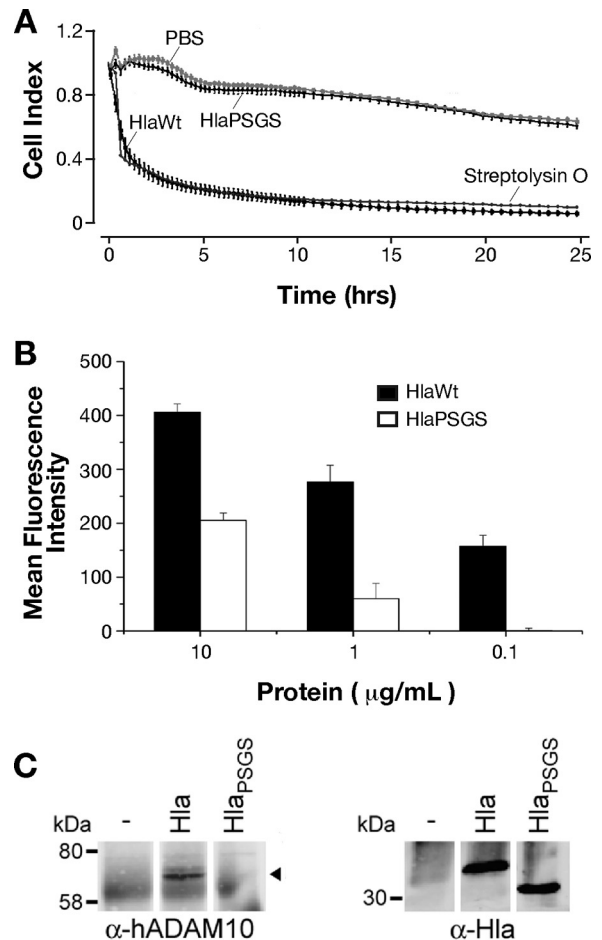 A
1.2
PBS
0.8
HlaWt
HlaPSGS
0.4
Streptolysin O
0
Cell Index
0 5 10 15 20 25
Time (hrs)
B
500
HlaWt
400
HlaPSGS
300
200
100
0
Mean Fluorescence
Intensity
10 1 0.1
Protein ( μg/mL )
C
kDa - Hla HlaPSGS
80
58
α-hADAM10
kDa - Hla HlaPSGS
30
α-Hla